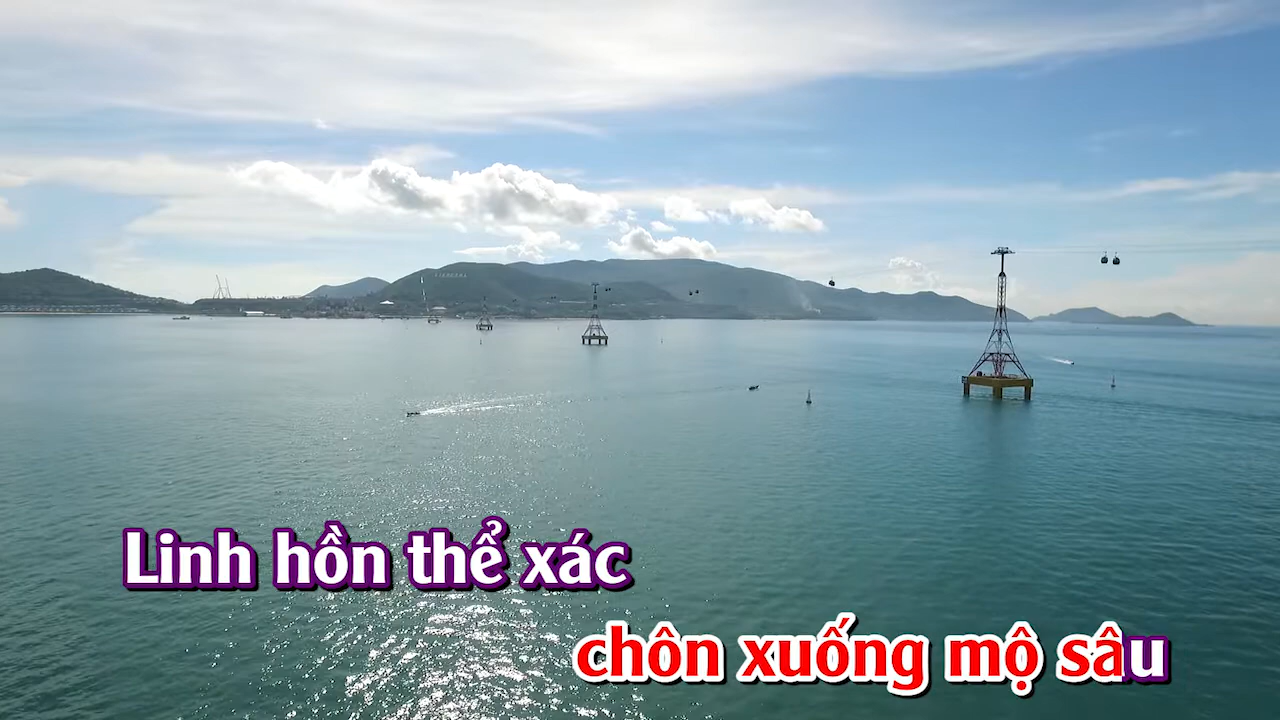 Linh hồn thể xác
chôn xuống mộ sâu